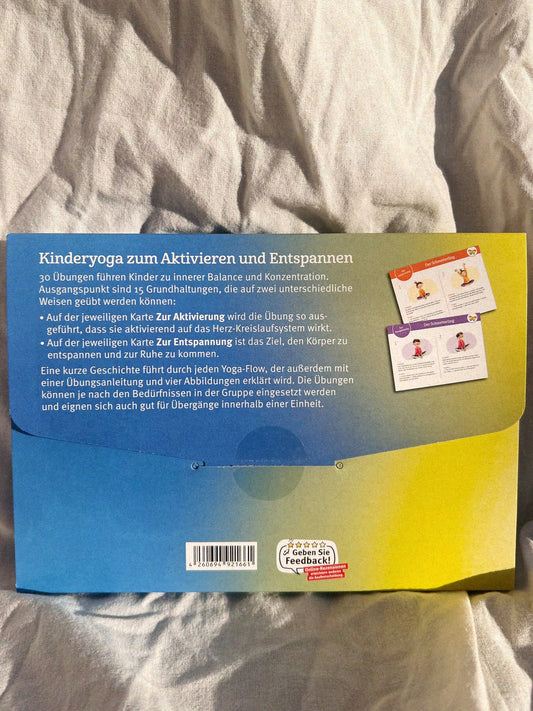 Kinderyoga zum Aktivieren und Entspannen
30 Übungen führen Kinder zu innerer Balance und Konzentration.
Ausgangspunkt sind 15 Grundhaltungen, die auf zwei unterschiedliche
Weisen geübt werden können:
• Auf der jeweiligen Karte Zur Aktivierung wird die Übung so aus-
geführt, dass sie aktivierend auf das Herz-Kreislaufsystem wirkt.
• Auf der jeweiligen Karte Zur Entspannung ist das Ziel, den Körper zu
entspannen und zur Ruhe zu kommen.
Eine kurze Geschichte führt durch jeden Yoga-Flow, der außerdem mit
einer Übungsanleitung und vier Abbildungen erklärt wird. Die Übungen
können je nach den Bedürfnissen in der Gruppe eingesetzt werden
und eignen sich auch gut für Übergänge innerhalb einer Einheit.
Der Schmetterling
Der Schmetterling
4 260694 921661
Geben Sie
Feedback!
Online-Rezensionen